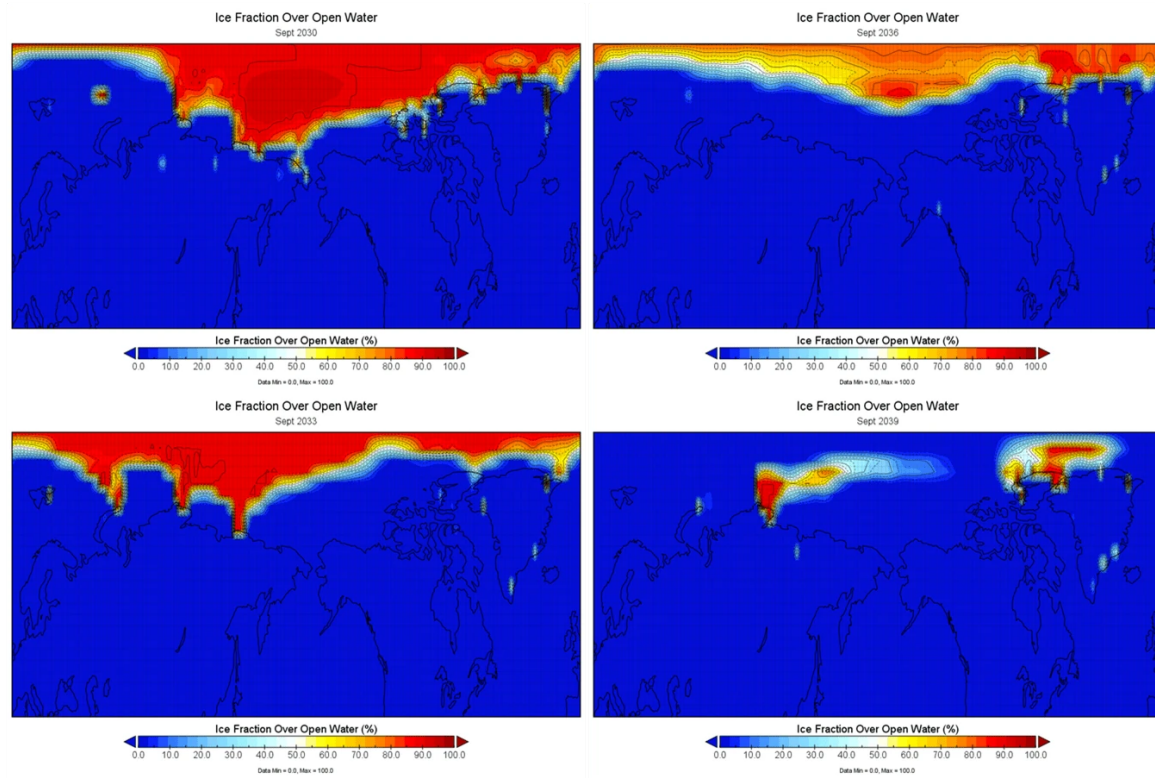 Ice Fraction Over Open Water
Sept 2030
Ice Fraction Over Open Water (%)
0.0 10.0 20.0 30.0 40.0 50.0 60.0 70.0 80.0 90.0 100.0
Data Min = 0.0, Max = 100.0
Ice Fraction Over Open Water
Sept 2036
Ice Fraction Over Open Water (%)
0.0 10.0 20.0 30.0 40.0 50.0 60.0 70.0 80.0 90.0 100.0
Data Min = 0.0, Max = 100.0
Ice Fraction Over Open Water
Sept 2033
Ice Fraction Over Open Water (%)
0.0 10.0 20.0 30.0 40.0 50.0 60.0 70.0 80.0 90.0 100.0
Data Min = 0.0, Max = 100.0
Ice Fraction Over Open Water
Sept 2039
Ice Fraction Over Open Water (%)
0.0 10.0 20.0 30.0 40.0 50.0 60.0 70.0 80.0 90.0 100.0
Data Min = 0.0, Max = 100.0